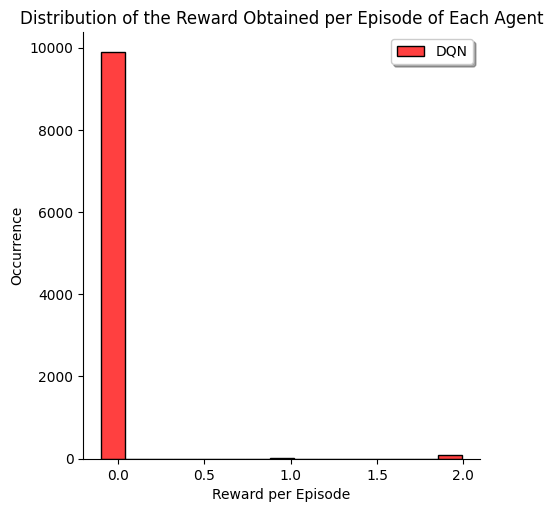 Distribution of the Reward Obtained per Episode of Each Agent
DQN
10000
8000
6000
4000
2000
0
Occurrence
0.0 0.5 1.0 1.5 2.0
Reward per Episode